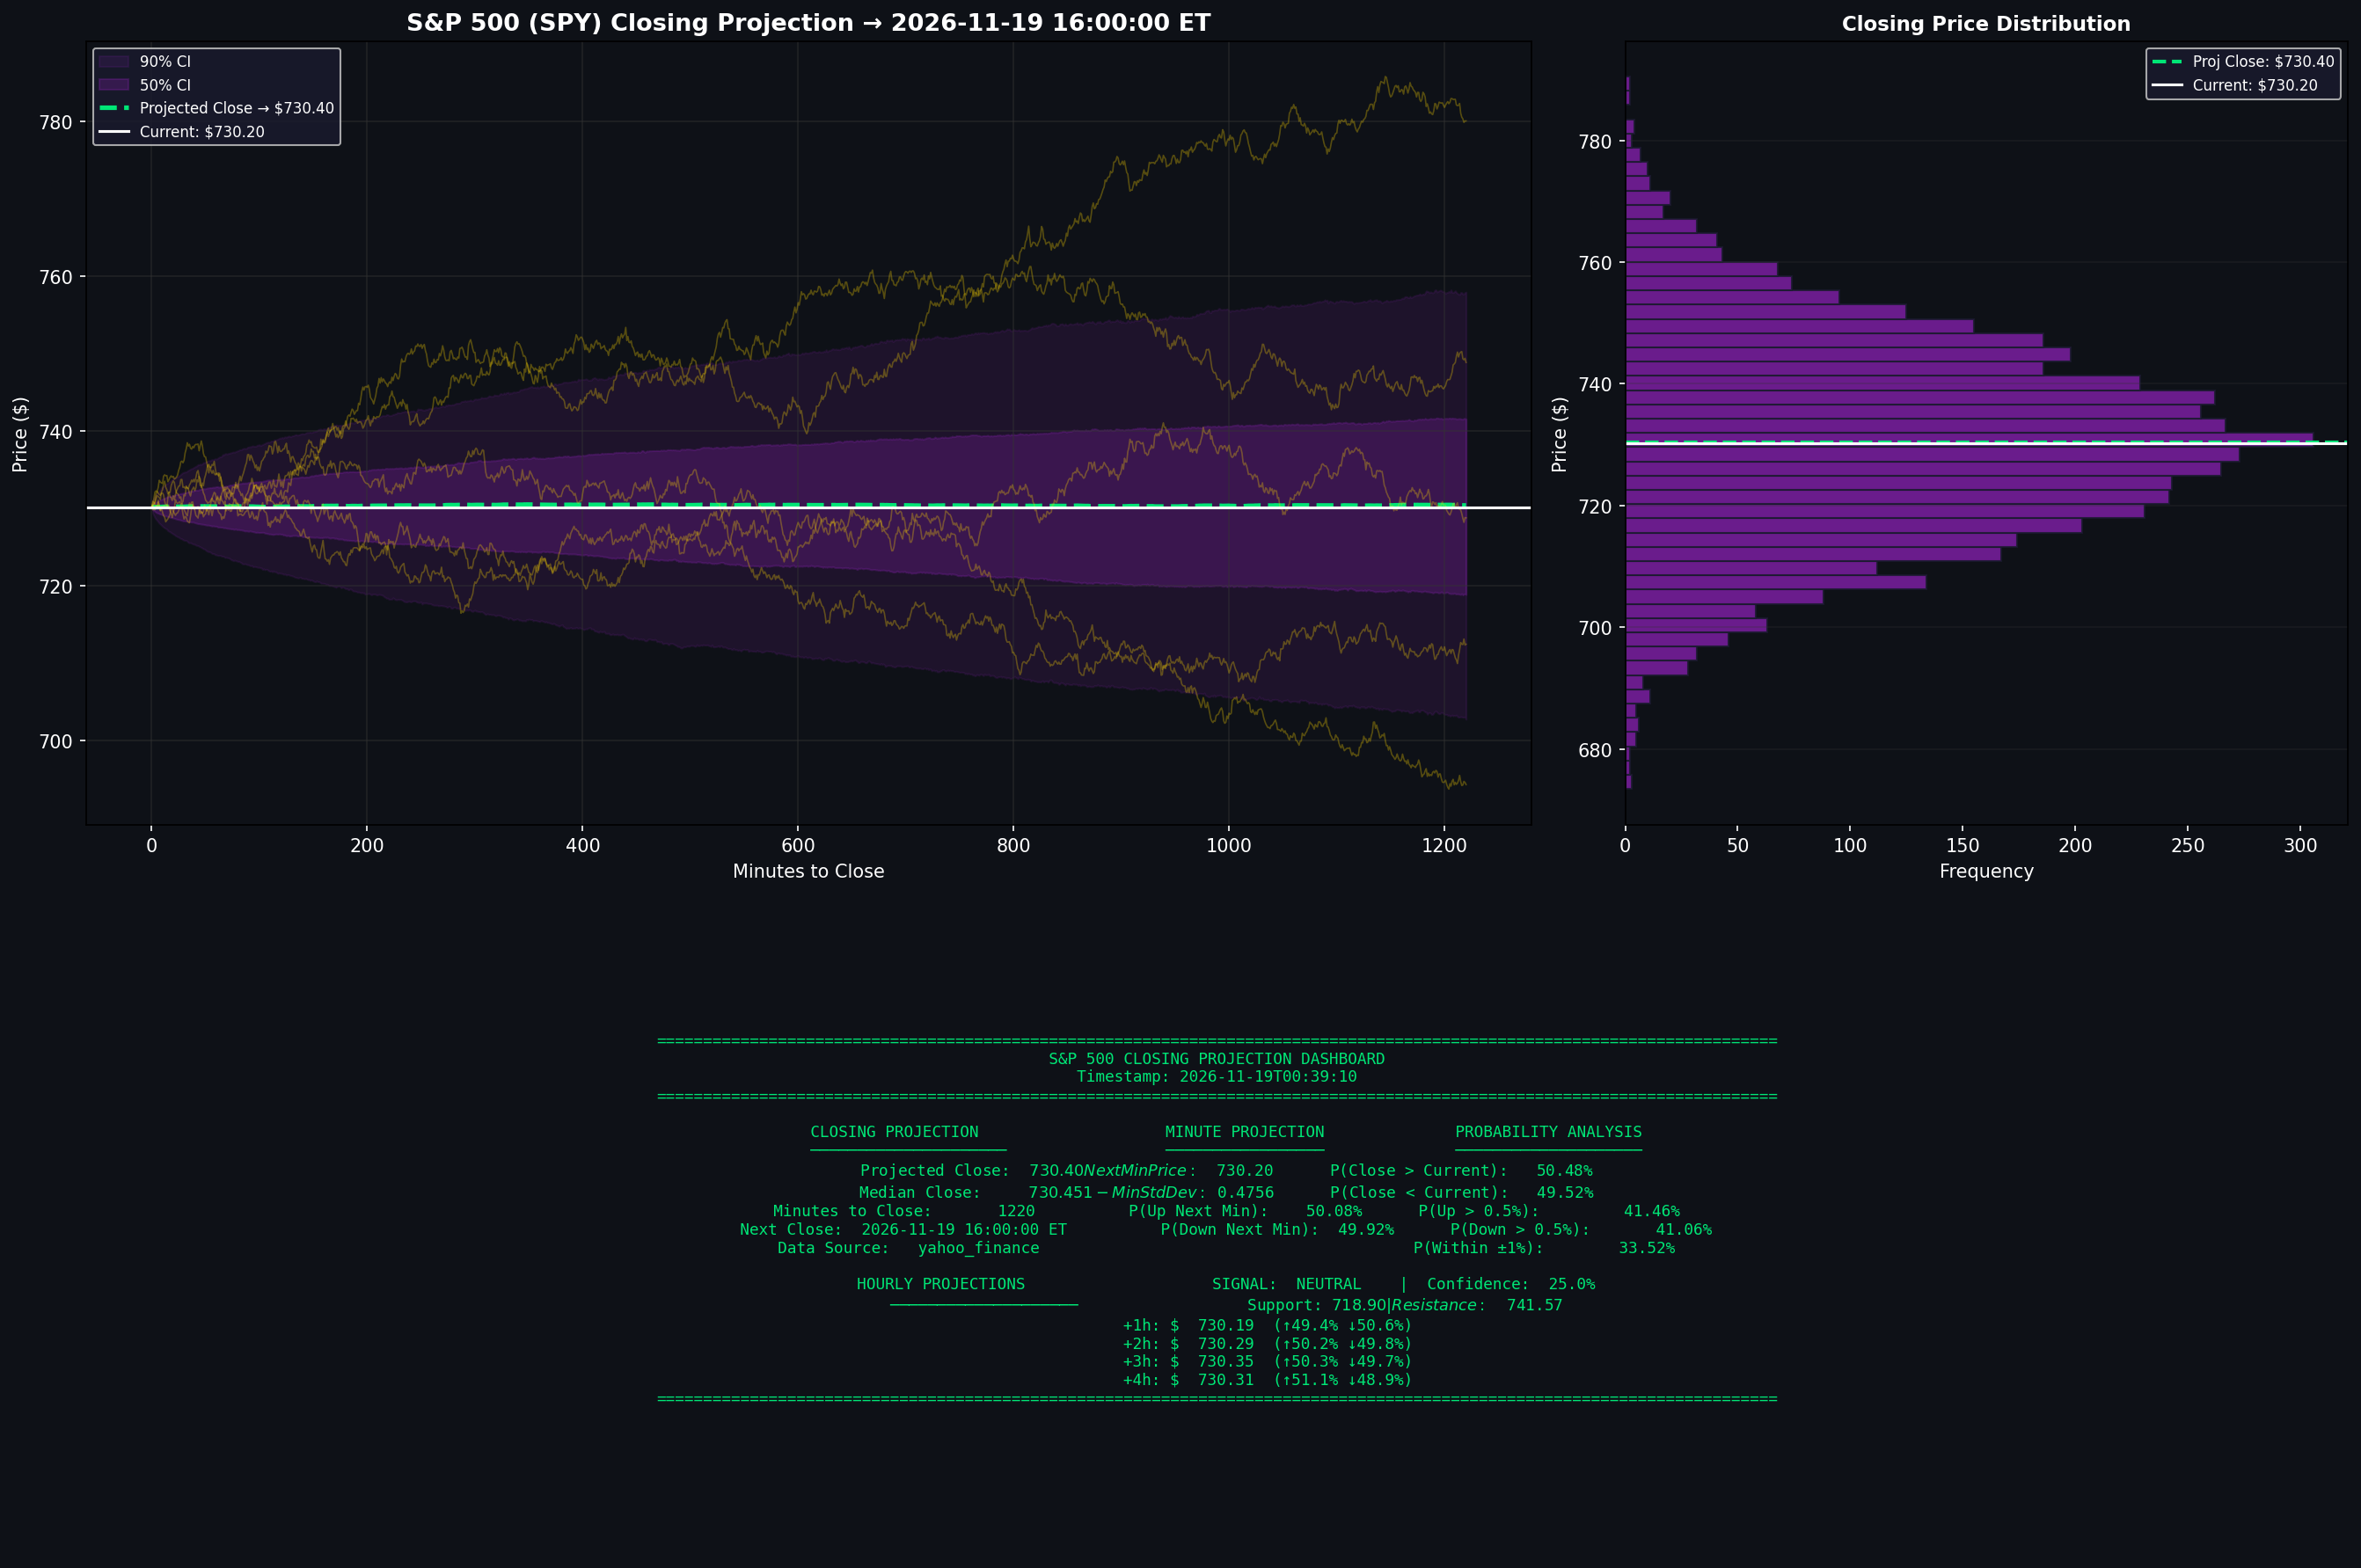 S&P 500 (SPY) Closing Projection → 2026-11-19 16:00:00 ET
90% CI
50% CI
Projected Close → $730.40
Current: $730.20
Price ($)
780
760
740
720
700
0 200 400 600 800 1000 1200
Minutes to Close
Closing Price Distribution
Proj Close: $730.40
Current: $730.20
Price ($)
780
760
740
720
700
680
0 50 100 150 200 250 300
Frequency
================================================================================
S&P 500 CLOSING PROJECTION DASHBOARD
Timestamp: 2026-11-19T00:39:10
================================================================================
CLOSING PROJECTION MINUTE PROJECTION PROBABILITY ANALYSIS
Projected Close: 730.40NextMinPrice: 730.20 P(Close > Current): 50.48%
Median Close: 730.451-MinStdDev: 0.4756 P(Close < Current): 49.52%
Minutes to Close: 1220 P(Up Next Min): 50.08% P(Up > 0.5%): 41.46%
Next Close: 2026-11-19 16:00:00 ET P(Down Next Min): 49.92% P(Down > 0.5%): 41.06%
Data Source: yahoo_finance P(Within ±1%): 33.52%
HOURLY PROJECTIONS SIGNAL: NEUTRAL | Confidence: 25.0%
Support: 718.90|Resistance: 741.57
+1h: $ 730.19 (↑49.4% ↓50.6%)
+2h: $ 730.29 (↑50.2% ↓49.8%)
+3h: $ 730.35 (↑50.3% ↓49.7%)
+4h: $ 730.31 (↑51.1% ↓48.9%)
================================================================================